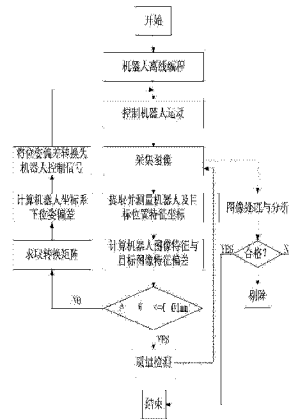 开始
机器人离线编程
控制机器人运动
采集图像
提取并测量机器人及目
标位置特征坐标
计算机器人图像特征与
目标图像特征偏差
NO
YES
质量检测
结束
将位姿偏差转换为
机器人控制信号
计算机器人坐标系
下位姿偏差
求取转换矩阵
图像处理与分析
YES
合格?
N
剔除